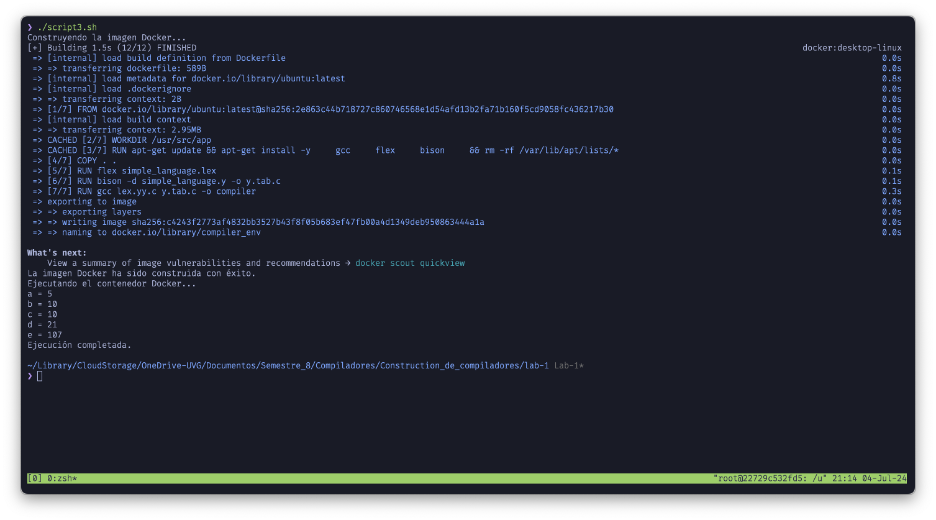 ❯ ./script3.sh
Construyendo la imagen Docker...
[+] Building 1.5s (12/12) FINISHED docker:desktop-linux
=> [internal] load build definition from Dockerfile 0.0s
=> => transferring dockerfile: 589B 0.0s
=> [internal] load metadata for docker.io/library/ubuntu:latest 0.8s
=> [internal] load .dockerignore 0.0s
=> => transferring context: 2B 0.0s
=> [1/7] FROM docker.io/library/ubuntu:latest@sha256:2e863c44b718727c860746568e1d54afd13b2fa71b160f5cd9058fc436217b30 0.0s
=> [internal] load build context 0.0s
=> => transferring context: 2.95MB 0.0s
=> CACHED [2/7] WORKDIR /usr/src/app 0.0s
=> CACHED [3/7] RUN apt-get update && apt-get install -y     gcc     flex     bison     && rm -rf /var/lib/apt/lists/* 0.0s
=> [4/7] COPY . . 0.0s
=> [5/7] RUN flex simple_language.lex 0.1s
=> [6/7] RUN bison -d simple_language.y -o y.tab.c 0.1s
=> [7/7] RUN gcc lex.yy.c y.tab.c -o compiler 0.3s
=> exporting to image 0.0s
=> => exporting layers 0.0s
=> => writing image sha256:c4243f2773af4832bb3527b43f8f05b683ef47fb00a4d1349deb950863444a1a 0.0s
=> => naming to docker.io/library/compiler_env 0.0s
What's next:
View a summary of image vulnerabilities and recommendations → docker scout quickview
La imagen Docker ha sido construida con éxito.
Ejecutando el contenedor Docker...
a = 5
b = 10
c = 10
d = 21
e = 107
Ejecución completada.
~/Library/CloudStorage/OneDrive-UVG/Documentos/Semestre_8/Compiladores/Construction_de_compiladores/lab-1 Lab-1*
❯
[0] 0:zsh* "root@22729c532fd5: /u" 21:14 04-Jul-24